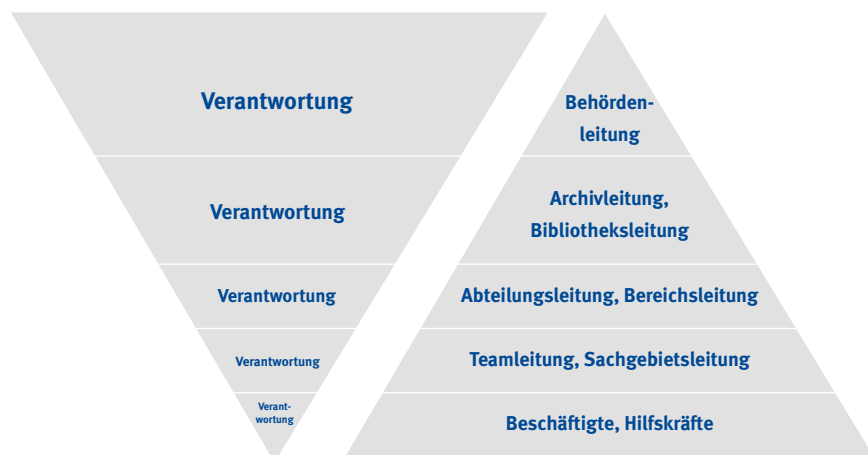 Verantwortung
Behörden-
leitung
Verantwortung
Archivleitung,
Bibliotheksleitung
Verantwortung
Abteilungsleitung, Bereichsleitung
Verantwortung
Teamleitung, Sachgebietsleitung
Verant-
wortung
Beschäftigte, Hilfskräfte